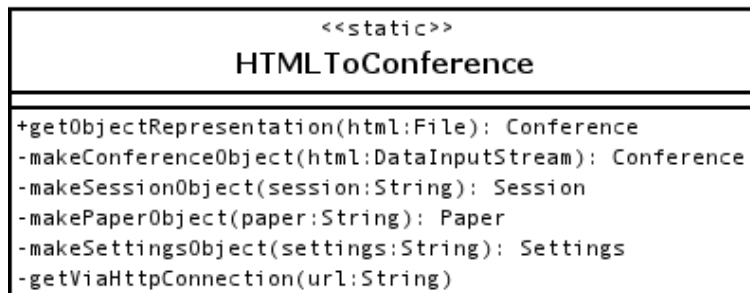 <<static>>
HTMLToConference
+getObjectRepresentation(html:File): Conference
-makeConferenceObject(html:DataInputStream): Conference
-makeSessionObject(session:String): Session
-makePaperObject(paper:String): Paper
-makeSettingsObject(settings:String): Settings
-getViaHttpConnection(url:String)